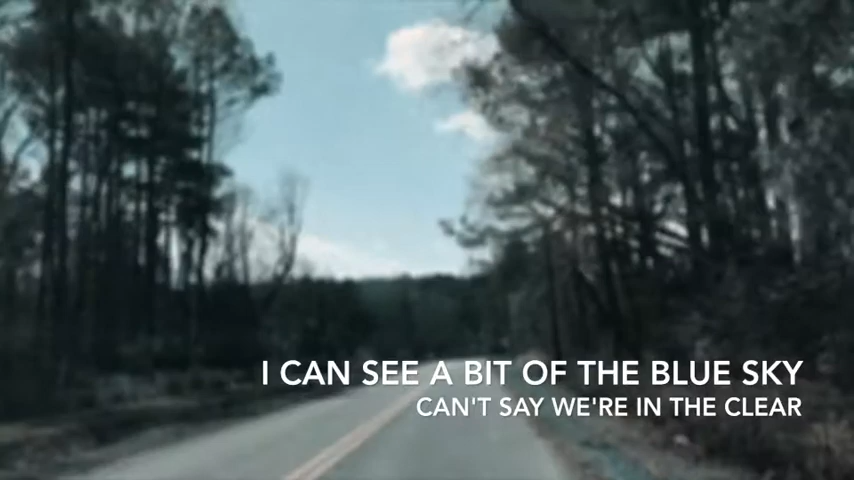 I CAN SEE A BIT OF THE BLUE SKY
CAN'T SAY WE'RE IN THE CLEAR